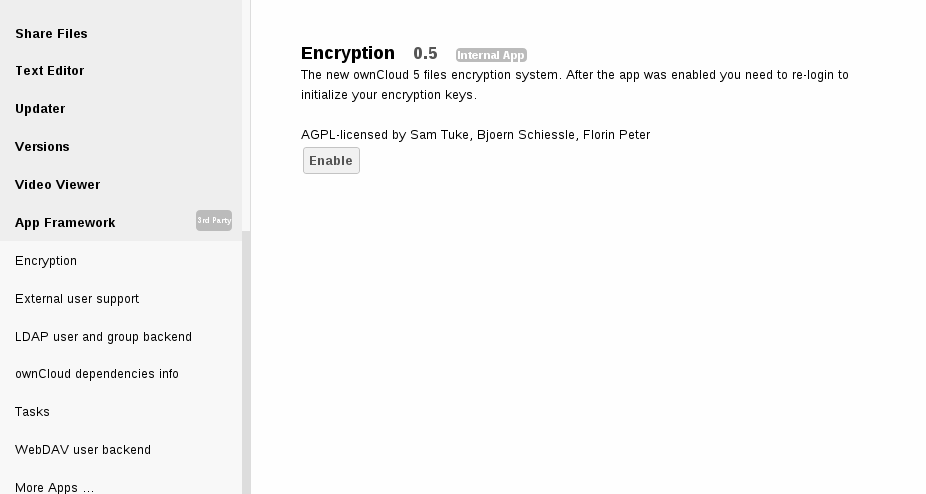 Share Files
Text Editor
Updater
Versions
Video Viewer
App Framework 3rd Party
Encryption
External user support
LDAP user and group backend
ownCloud dependencies info
Tasks
WebDAV user backend
More Apps ...
Encryption 0.5 Internal App
The new ownCloud 5 files encryption system. After the app was enabled you need to re-login to
initialize your encryption keys.
AGPL-licensed by Sam Tuke, Bjoern Schiessle, Florin Peter
Enable